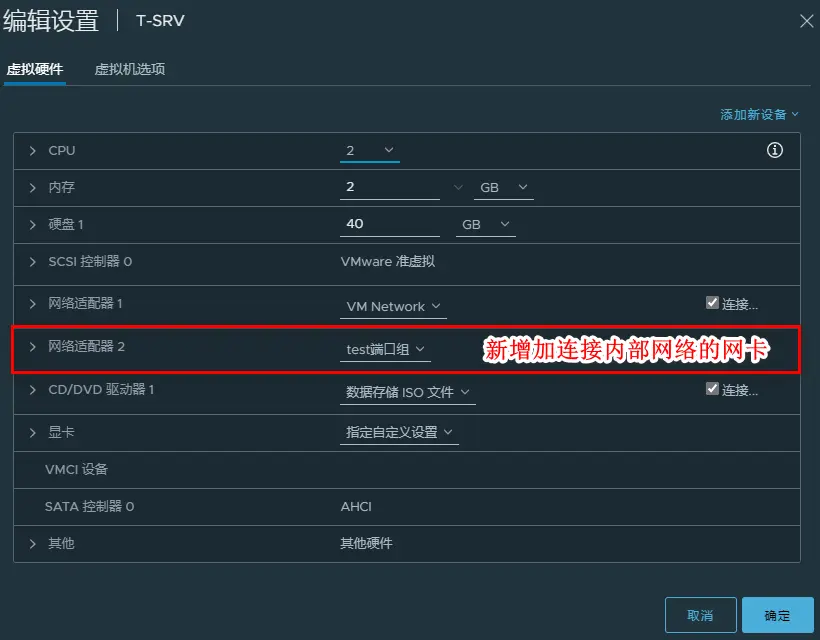 编辑设置 | T-SRV
虚拟硬件 虚拟机选项
添加新设备
CPU 2
内存 2 GB
硬盘 1 40 GB
SCSI 控制器 0 VMware 准虚拟
网络适配器 1 VM Network 连接...
网络适配器 2 test端口组 新增加连接内部网络的网卡
CD/DVD 驱动器 1 数据存储 ISO 文件 连接...
显卡 指定自定义设置
VMCI 设备
SATA 控制器 0 AHCI
其他 其他硬件
取消 确定